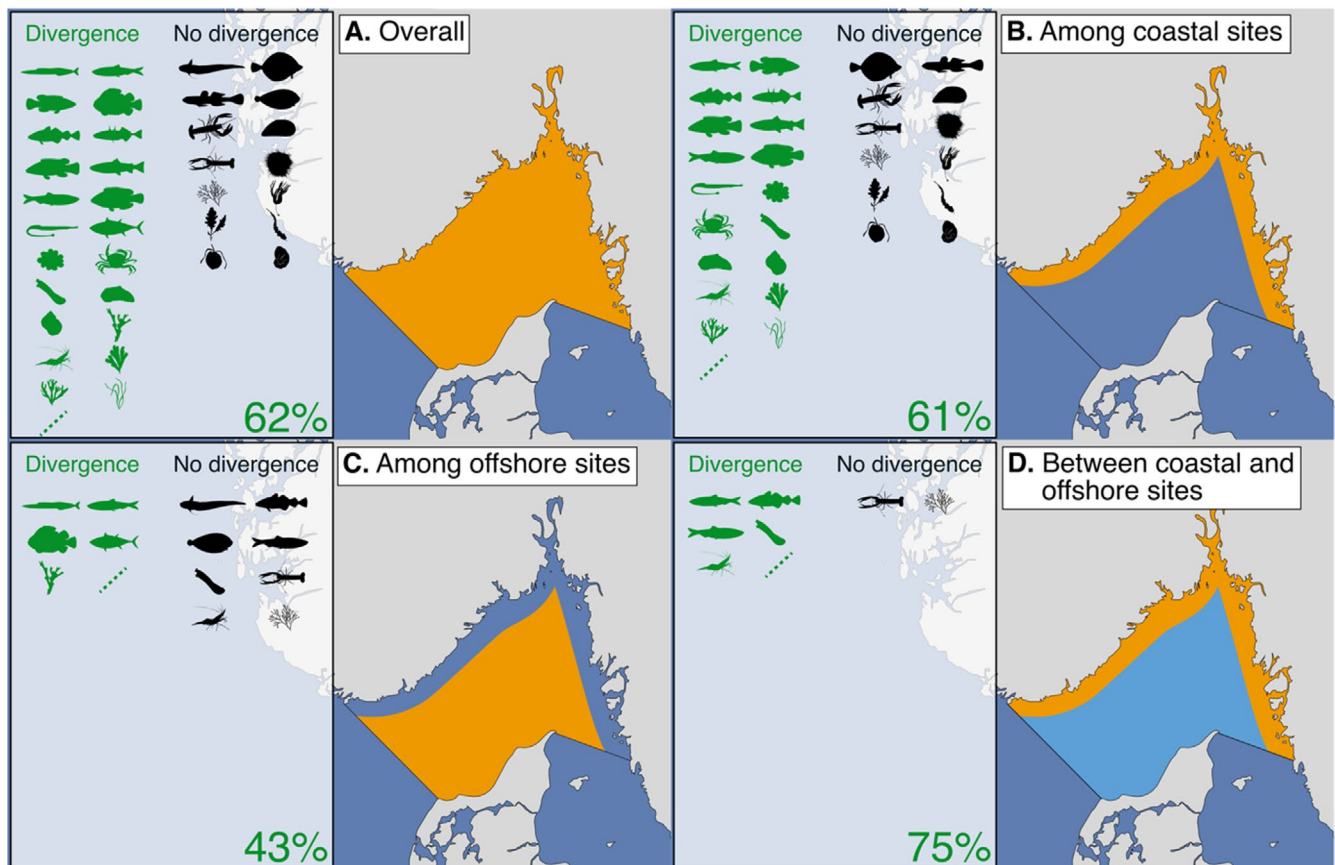 Divergence
No divergence
A. Overall
62%
Divergence
No divergence
B. Among coastal sites
61%
Divergence
No divergence
C. Among offshore sites
43%
Divergence
No divergence
D. Between coastal and
offshore sites
75%